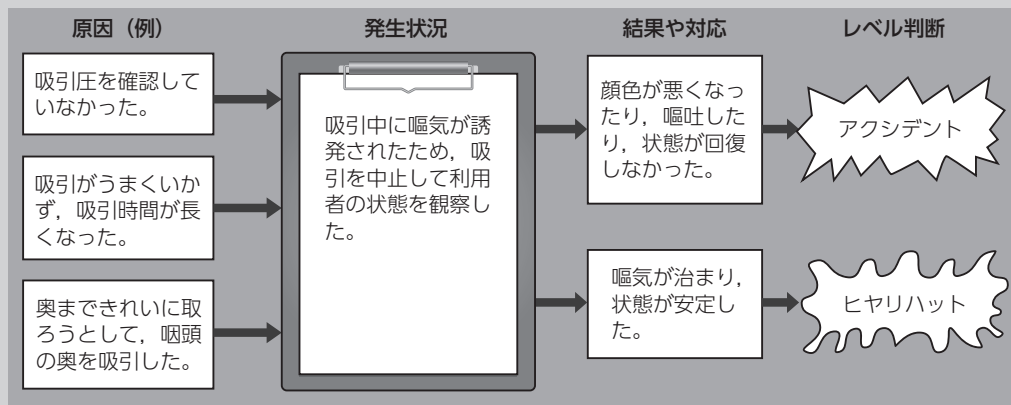 原因（例）
発生状況
結果や対応
レベル判断
吸引圧を確認して
いなかった。
吸引がうまくいか
ず，吸引時間が長
くなった。
奥まできれいに取
ろうとして，咽頭
の奥を吸引した。
吸引中に嘔気が誘
発されたため，吸
引を中止して利用
者の状態を観察し
た。
顔色が悪くなっ
たり，嘔吐した
り，状態が回復
しなかった。
嘔気が治まり，
状態が安定し
た。
アクシデント
ヒヤリハット